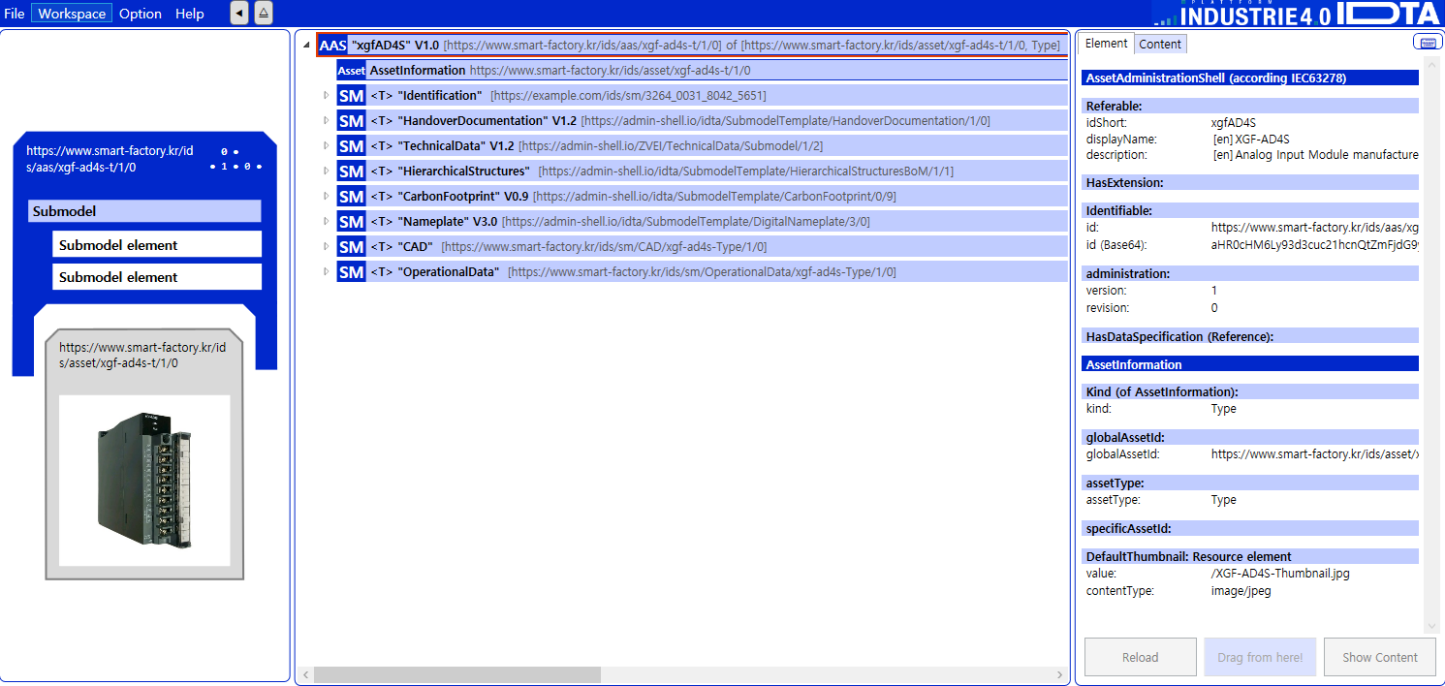 File Workspace Option Help
PLATTFORM
INDUSTRIE4.0 IDTA
https://www.smart-factory.kr/id
s/aas/xgf-ad4s-t/1/0
Submodel
Submodel element
Submodel element
https://www.smart-factory.kr/id
s/asset/xgf-ad4s-t/1/0
AAS "xgfAD4S" V1.0 [https://www.smart-factory.kr/ids/aas/xgf-ad4s-t/1/0] of [https://www.smart-factory.kr/ids/asset/xgf-ad4s-t/1/0, Type]
Asset AssetInformation https://www.smart-factory.kr/ids/asset/xgf-ad4s-t/1/0
SM <T> "Identification" [https://example.com/ids/sm/3264_0031_8042_5651]
SM <T> "HandoverDocumentation" V1.2 [https://admin-shell.io/idta/SubmodelTemplate/HandoverDocumentation/1/0]
SM <T> "TechnicalData" V1.2 [https://admin-shell.io/ZVEI/TechnicalData/Submodel/1/2]
SM <T> "HierarchicalStructures" [https://admin-shell.io/idta/SubmodelTemplate/HierarchicalStructuresBoM/1/1]
SM <T> "CarbonFootprint" V0.9 [https://admin-shell.io/idta/SubmodelTemplate/CarbonFootprint/0/9]
SM <T> "Nameplate" V3.0 [https://admin-shell.io/idta/SubmodelTemplate/DigitalNameplate/3/0]
SM <T> "CAD" [https://www.smart-factory.kr/ids/sm/CAD/xgf-ad4s-Type/1/0]
SM <T> "OperationalData" [https://www.smart-factory.kr/ids/sm/OperationalData/xgf-ad4s-Type/1/0]
Element Content
AssetAdministrationShell (according IEC63278)
Referable:
idShort: xgfAD4S
displayName: [en] XGF-AD4S
description: [en] Analog Input Module manufacture
HasExtension:
Identifiable:
id: https://www.smart-factory.kr/ids/aas/xg
id (Base64): aHR0cHM6Ly93d3cuc21hcnQtZmFjdG9
administration:
version: 1
revision: 0
HasDataSpecification (Reference):
AssetInformation
Kind (of AssetInformation):
kind: Type
globalAssetId:
globalAssetId: https://www.smart-factory.kr/ids/asset/
assetType:
assetType: Type
specificAssetId:
DefaultThumbnail: Resource element
value: /XGF-AD4S-Thumbnail.jpg
contentType: image/jpeg
Reload Drag from here! Show Content